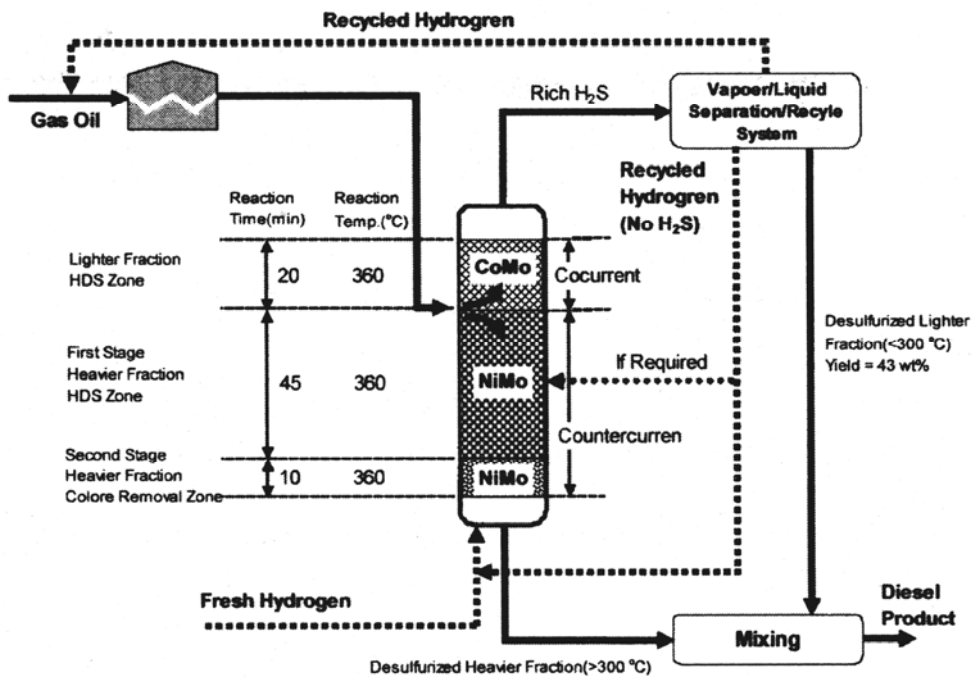 Recycled Hydrogren
Gas Oil
Rich H₂S
Vapoer/Liquid
Separation/Recyle
System
Recycled
Hydrogren
(No H₂S)
Reaction
Time(min)
Reaction
Temp.(°C)
Lighter Fraction
HDS Zone
20
360
CoMo
Cocurrent
First Stage
Heavier Fraction
HDS Zone
45
360
NiMo
If Required
Countercurren
Desulfurized Lighter
Fraction(<300 °C)
Yield = 43 wt%
Second Stage
Heavier Fraction
Colore Removal Zone
10
360
NiMo
Fresh Hydrogen
Desulfurized Heavier Fraction(>300 °C)
Mixing
Diesel
Product